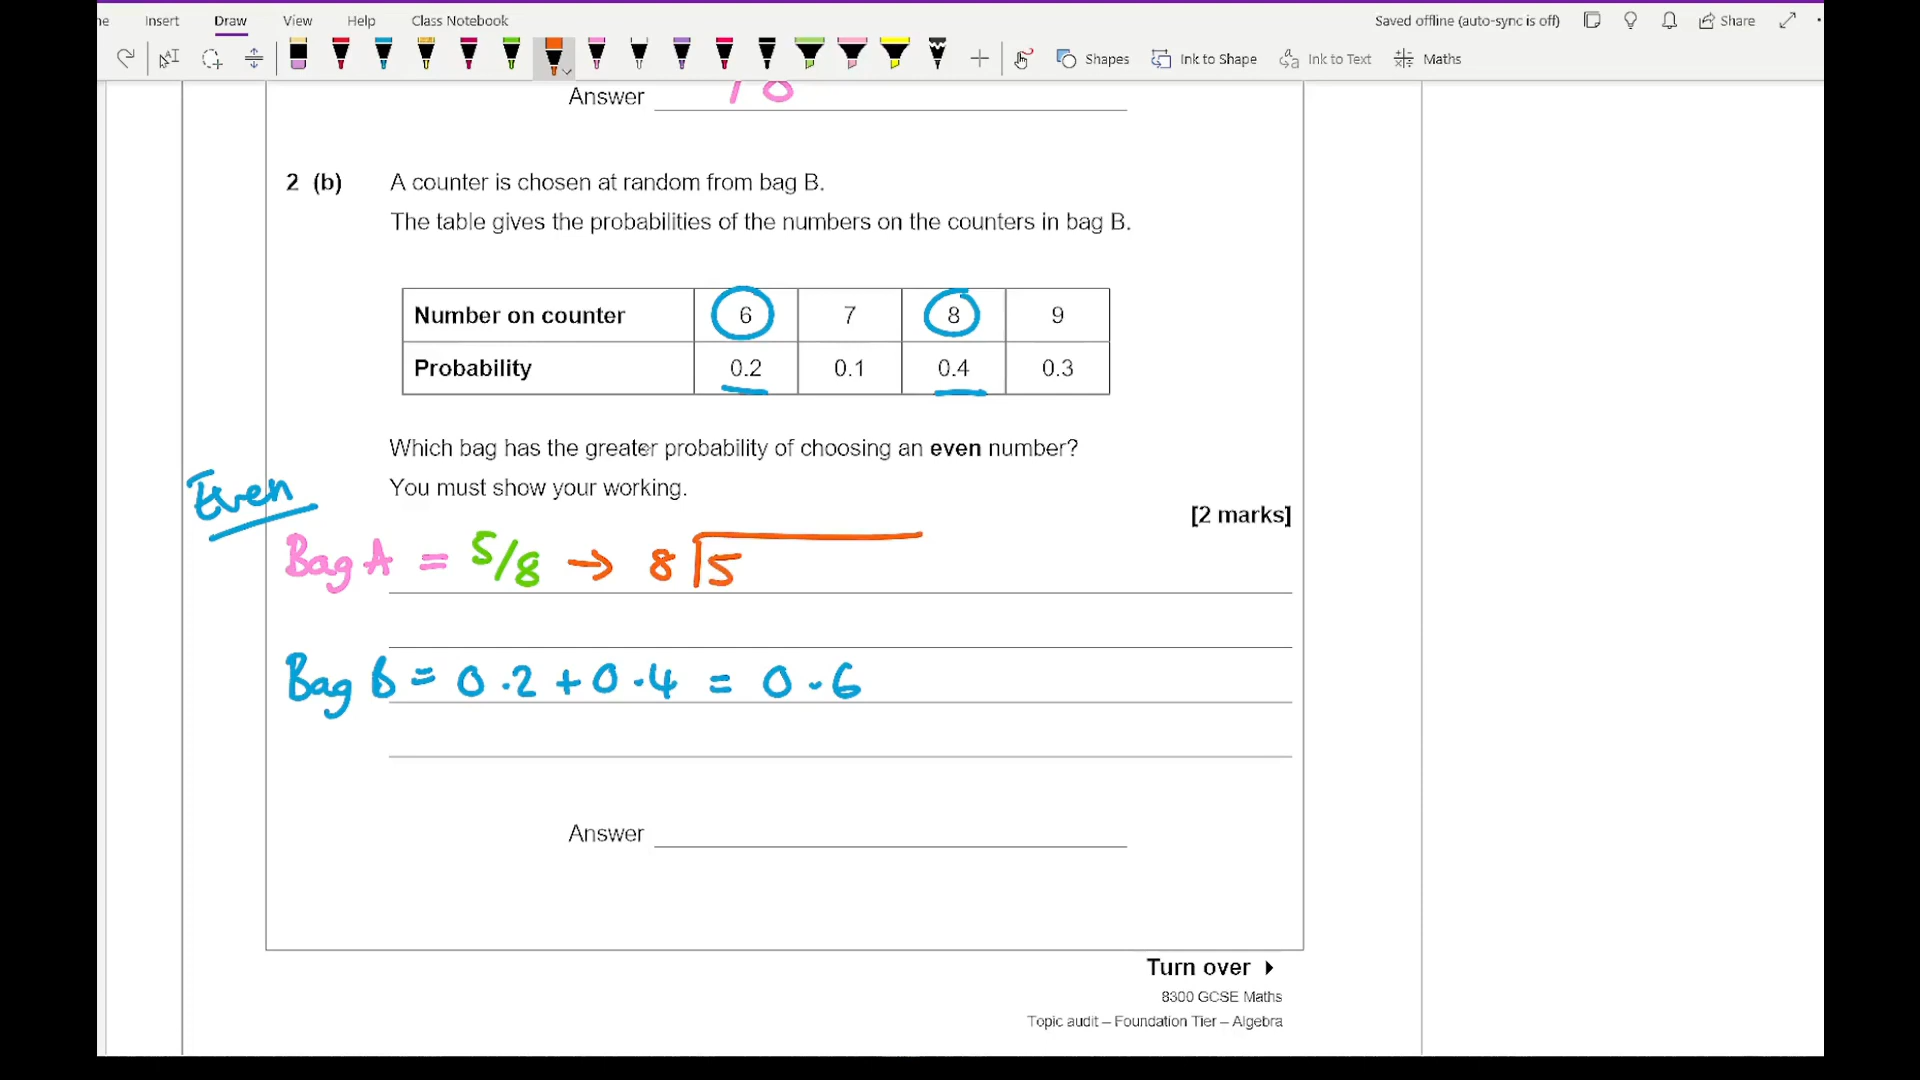 Insert Draw View Help Class Notebook Saved offline (auto-sync is off) Share
Shapes Ink to Shape Ink to Text Maths
Answer
2 (b) A counter is chosen at random from bag B.
The table gives the probabilities of the numbers on the counters in bag B.
Number on counter 6 7 8 9
Probability 0.2 0.1 0.4 0.3
Which bag has the greater probability of choosing an even number?
You must show your working.
Even
[2 marks]
Bag A = 5/8 → 8 5
Bag B = 0.2 + 0.4 = 0.6
Answer
Turn over
8300 GCSE Maths
Topic audit – Foundation Tier – Algebra